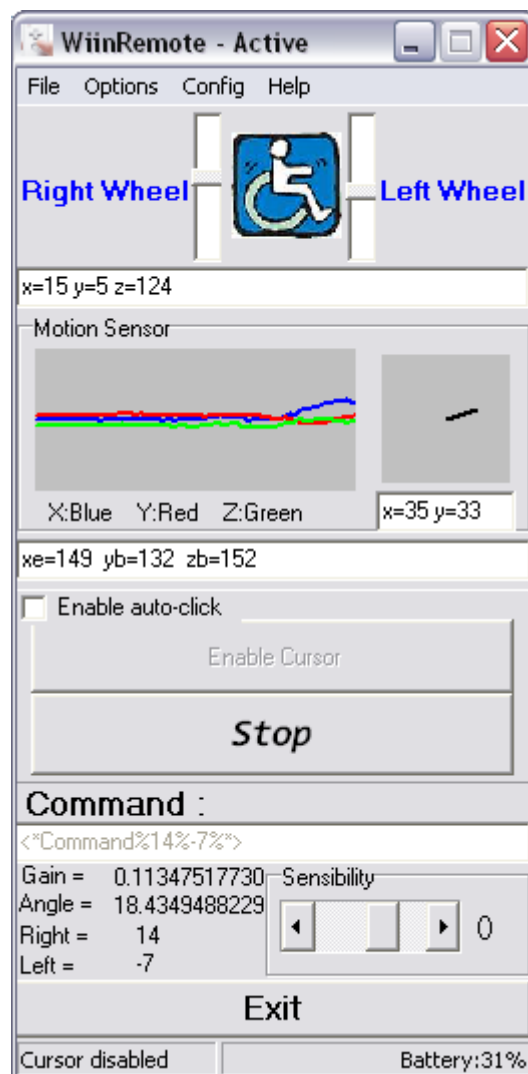 WiinRemote - Active
File Options Config Help
Right Wheel Left Wheel
x=15 y=5 z=124
Motion Sensor
X:Blue Y:Red Z:Green
x=35 y=33
xe=149 yb=132 zb=152
Enable auto-click
Enable Cursor
Stop
Command :
<*Command%14%-7%*>
Gain = 0.11347517730
Angle = 18.4349488229
Right = 14
Left = -7
Sensibility
0
Exit
Cursor disabled Battery:31%